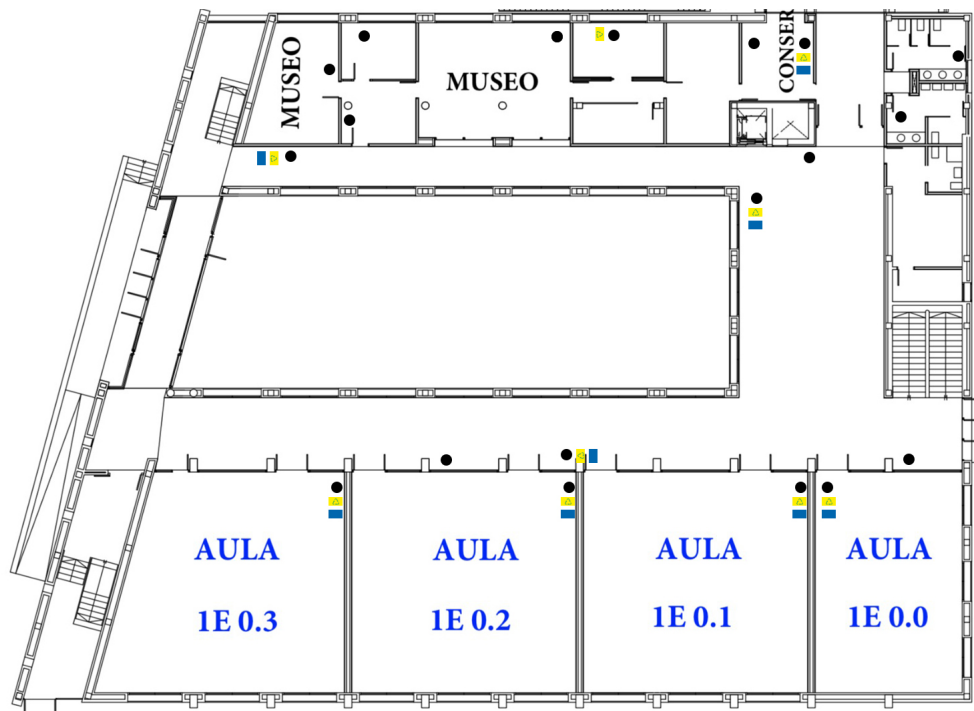 MUSEO
MUSEO
CONSER
AULA
1E 0.3
AULA
1E 0.2
AULA
1E 0.1
AULA
1E 0.0